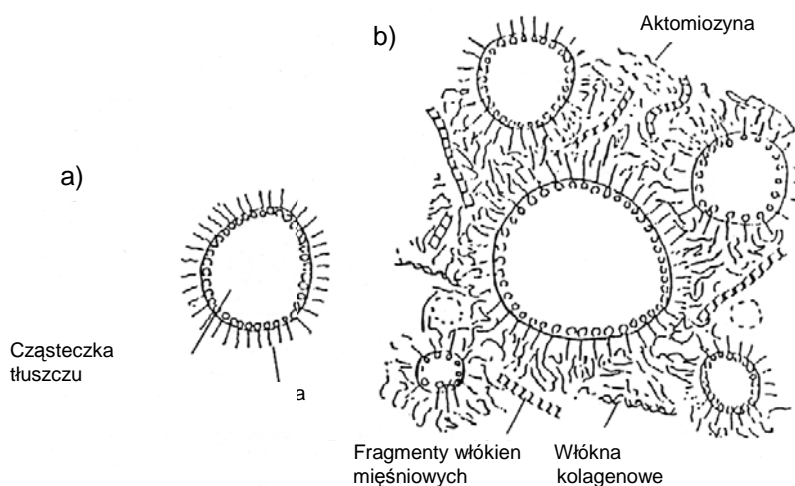 b)
Aktomiozyna
a)
Cząsteczka
tłuszczu
a
Fragmenty włókien
mięśniowych
Włókna
kolagenowe